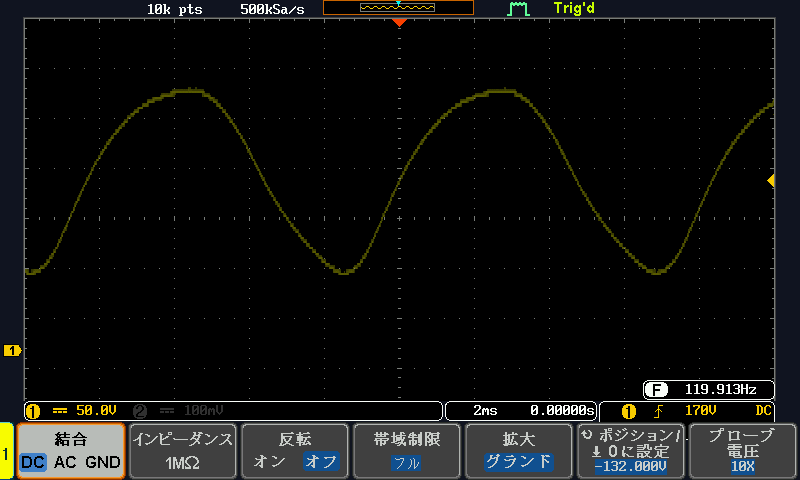 10k pts 500kSa/s Trig'd
1
F 119.913Hz
1 50.0V 2 100mV 2ms 0.00000s 1 170V DC
1
結合
DC AC GND
インピーダンス
1MΩ
反転
オン オフ
帯域制限
フル
拡大
グランド
ポジション/
0に設定
-132.000V
プローブ
電圧
10X